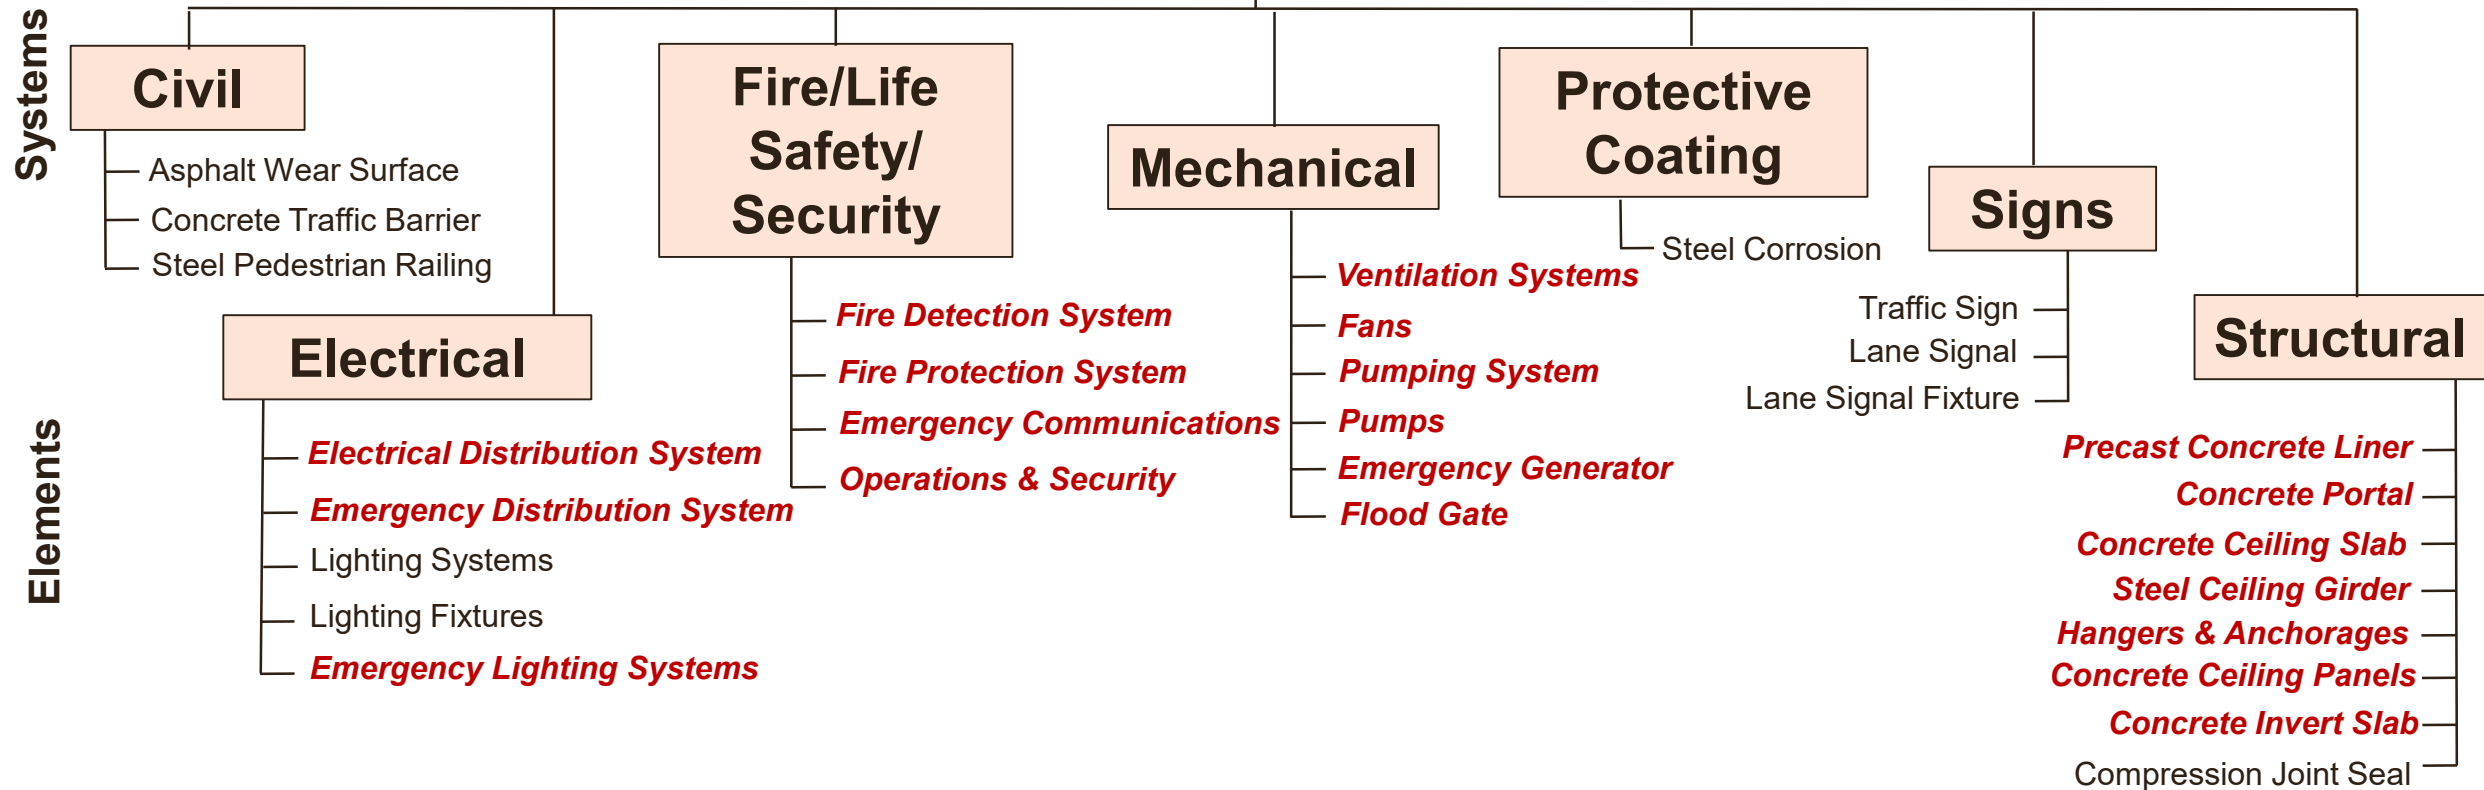 Systems
Civil
Asphalt Wear Surface
Concrete Traffic Barrier
Steel Pedestrian Railing
Electrical
Electrical Distribution System
Emergency Distribution System
Lighting Systems
Lighting Fixtures
Emergency Lighting Systems
Fire/Life
Safety/
Security
Fire Detection System
Fire Protection System
Emergency Communications
Operations & Security
Mechanical
Ventilation Systems
Fans
Pumping System
Pumps
Emergency Generator
Flood Gate
Protective
Coating
Steel Corrosion
Signs
Traffic Sign
Lane Signal
Lane Signal Fixture
Structural
Precast Concrete Liner
Concrete Portal
Concrete Ceiling Slab
Steel Ceiling Girder
Hangers & Anchorages
Concrete Ceiling Panels
Concrete Invert Slab
Compression Joint Seal
Elements